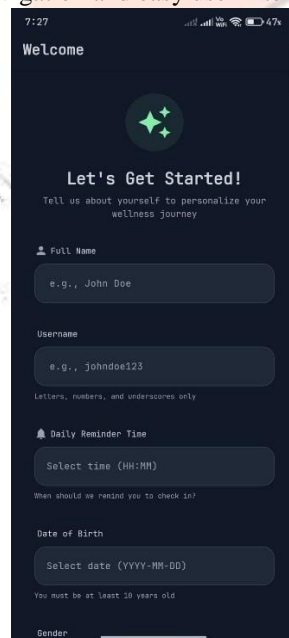 7:27
47%
Welcome
Let's Get Started!
Tell us about yourself to personalize your
wellness journey
Full Name
e.g., John Doe
Username
e.g., johndoe123
Letters, numbers, and underscores only
Daily Reminder Time
Select time (HH:MM)
When should we remind you to check in?
Date of Birth
Select date (YYYY-MM-DD)
You must be at least 10 years old
Gender